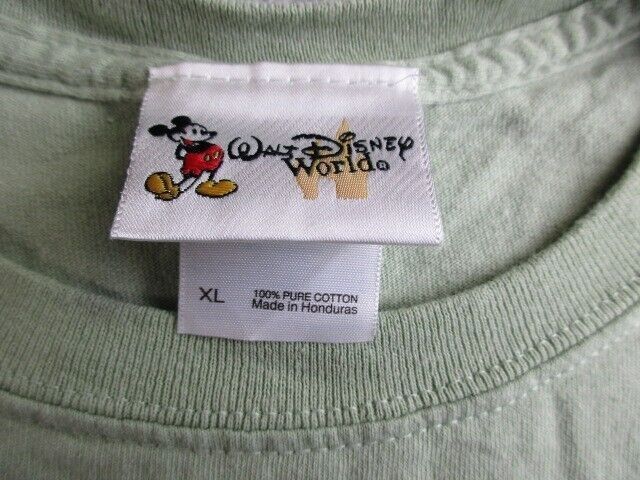 Walt Disney
World®
XL
100% PURE COTTON
Made in Honduras